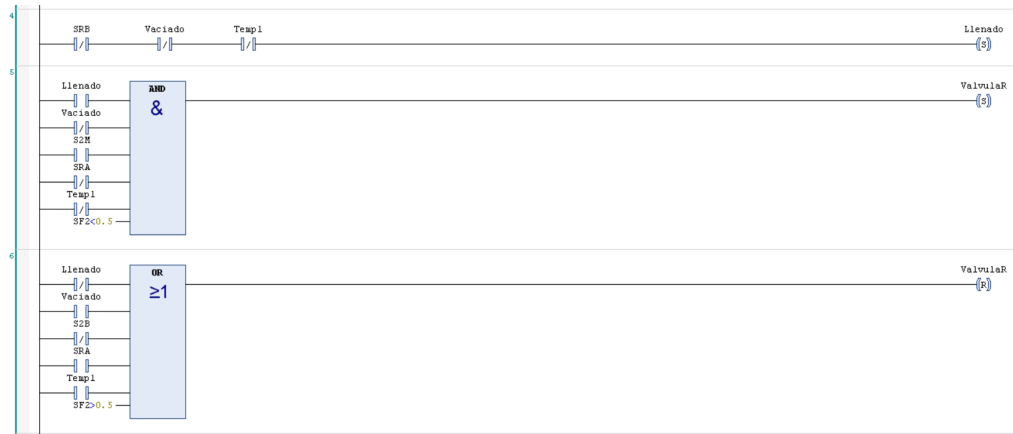 4
SRB Vaciado Temp1 Llenado
/ / / S
5
Llenado AND ValvulaR
& S
Vaciado
/
S2M
SRA
/
Temp1
/
SF2<0.5
6
Llenado OR ValvulaR
/ ≥1 R
Vaciado
S2B
/
SRA
Temp1
SF2>0.5